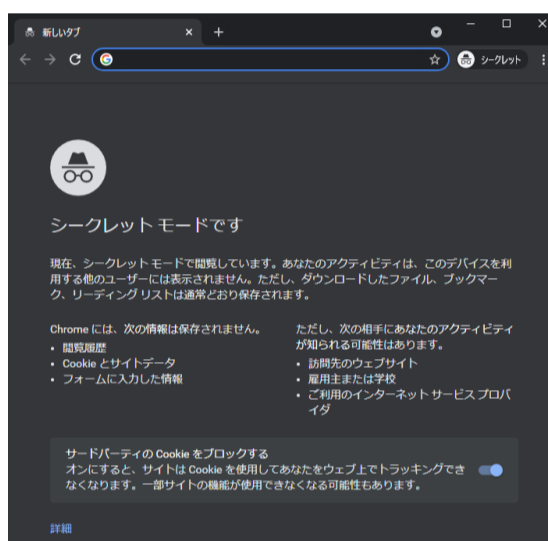 新しいタブ
シークレット
シークレット モードです
現在、シークレット モードで閲覧しています。あなたのアクティビティは、このデバイスを利
用する他のユーザーには表示されません。ただし、ダウンロードしたファイル、ブックマー
ク、リーディング リストは通常どおり保存されます。
Chrome には、次の情報は保存されません。
• 閲覧履歴
• Cookie とサイトデータ
• フォームに入力した情報
ただし、次の相手にあなたのアクティビティ
が知られる可能性はあります。
• 訪問先のウェブサイト
• 雇用主または学校
• ご利用のインターネット サービス プロバ
イダ
サードパーティの Cookie をブロックする
オンにすると、サイトは Cookie を使用してあなたをウェブ上でトラッキングでき
なくなります。一部サイトの機能が使用できなくなる可能性もあります。
詳細